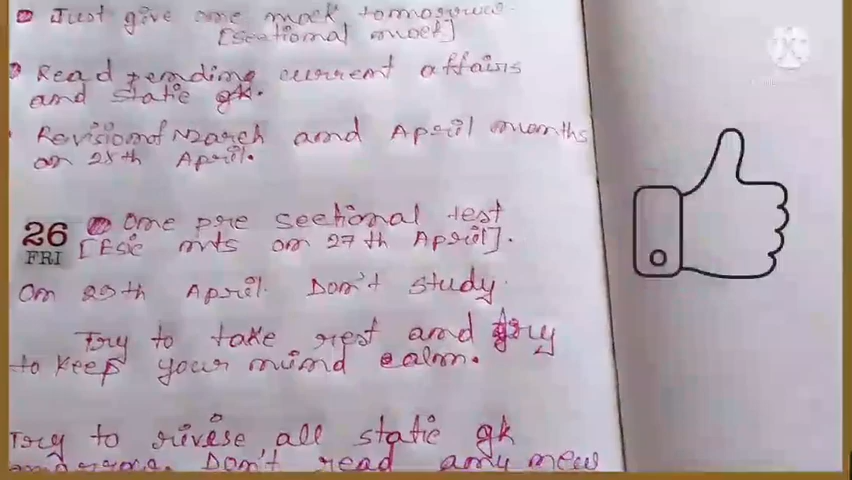 Just give one mock tomorrow.
[Sectional mock]
Read pending current affairs
and static gk.
Revision of March and April months
on 28th April.
26 One pre sectional test
FRI [Esic mts on 27th April].
On 29th April. Don't study.
Try to take rest and try
to keep your mind calm.
Try to rivise all static gk
Don't read any new